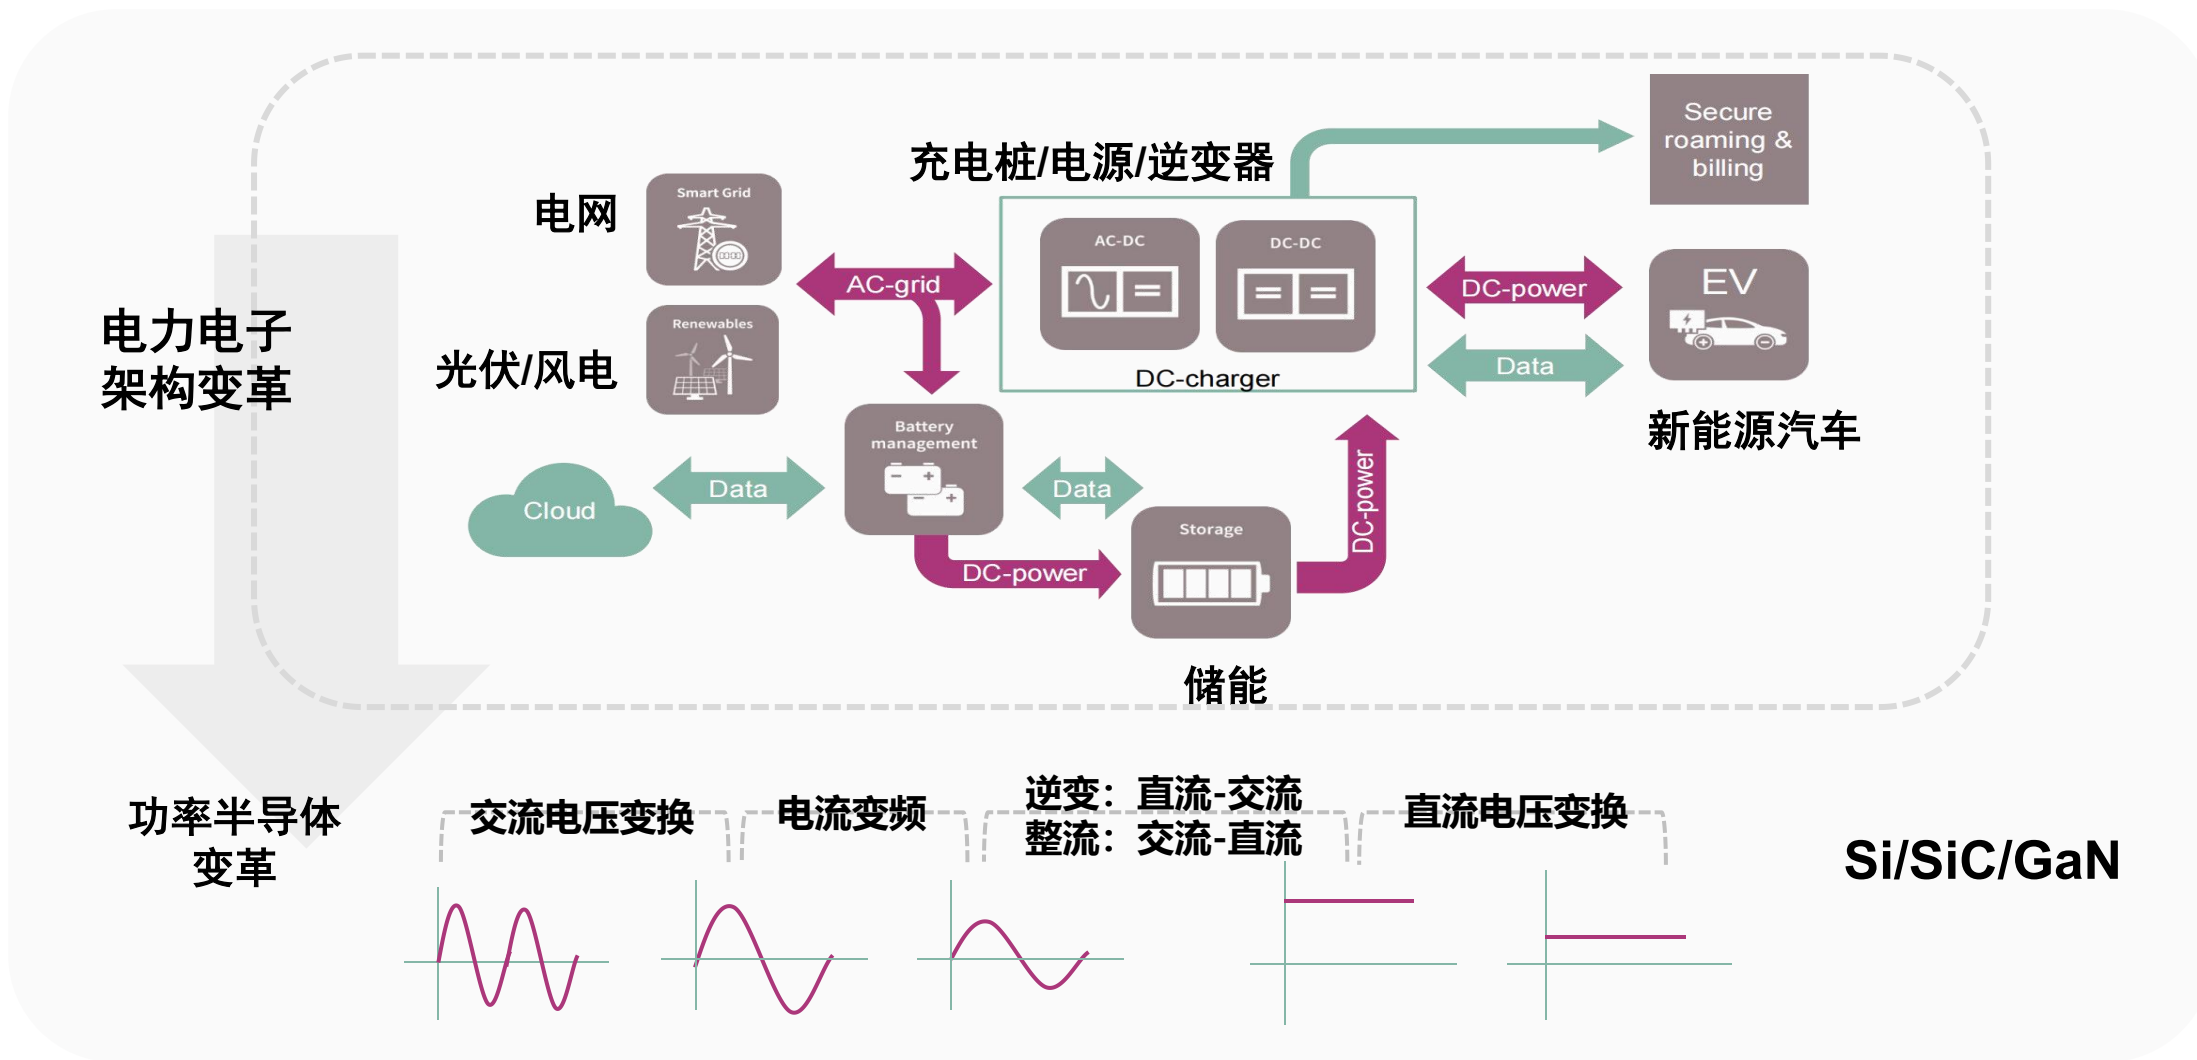 电力电子
架构变革
电网
Smart Grid
光伏/风电
Renewables
AC-grid
充电桩/电源/逆变器
AC-DC
DC-DC
DC-charger
Secure
roaming &
billing
DC-power
Data
EV
新能源汽车
Cloud
Data
Battery
management
Data
DC-power
Storage
DC-power
储能
功率半导体
变革
交流电压变换
电流变频
逆变：直流-交流
整流：交流-直流
直流电压变换
Si/SiC/GaN